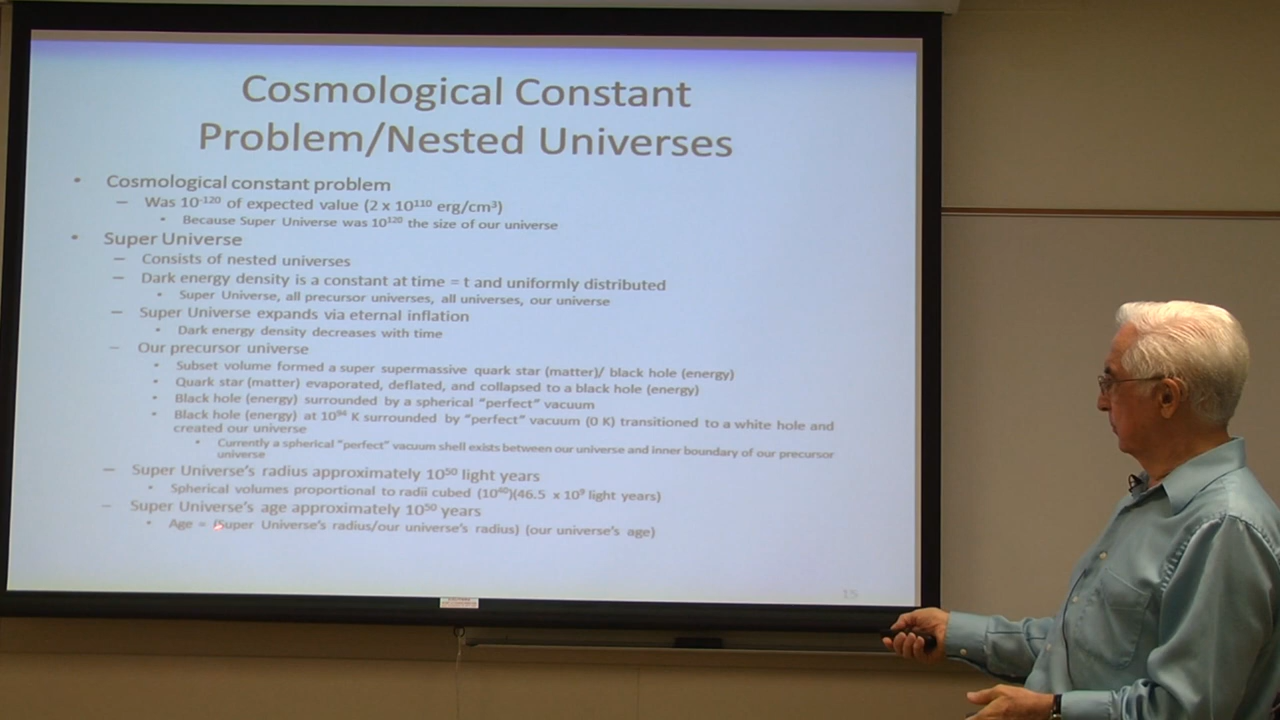 Cosmological Constant
Problem/Nested Universes
• Cosmological constant problem
– Was 10⁻¹²⁰ of expected value (2 x 10¹¹⁰ erg/cm³)
• Because Super Universe was 10¹²⁰ the size of our universe
• Super Universe
– Consists of nested universes
– Dark energy density is a constant at time = t and uniformly distributed
• Super Universe, all precursor universes, all universes, our universe
– Super Universe expands via eternal inflation
• Dark energy density decreases with time
– Our precursor universe
• Subset volume formed a super supermassive quark star (matter)/ black hole (energy)
• Quark star (matter) evaporated, deflated, and collapsed to a black hole (energy)
• Black hole (energy) surrounded by a spherical “perfect” vacuum
• Black hole (energy) at 10⁹⁴ K surrounded by “perfect” vacuum (0 K) transitioned to a white hole and
created our universe
• Currently a spherical “perfect” vacuum shell exists between our universe and inner boundary of our precursor
universe
– Super Universe’s radius approximately 10⁵⁰ light years
• Spherical volumes proportional to radii cubed (10⁴⁰)(46.5 x 10⁹ light years)
– Super Universe’s age approximately 10⁵⁰ years
• Age = (Super Universe’s radius/our universe’s radius) (our universe’s age)
15